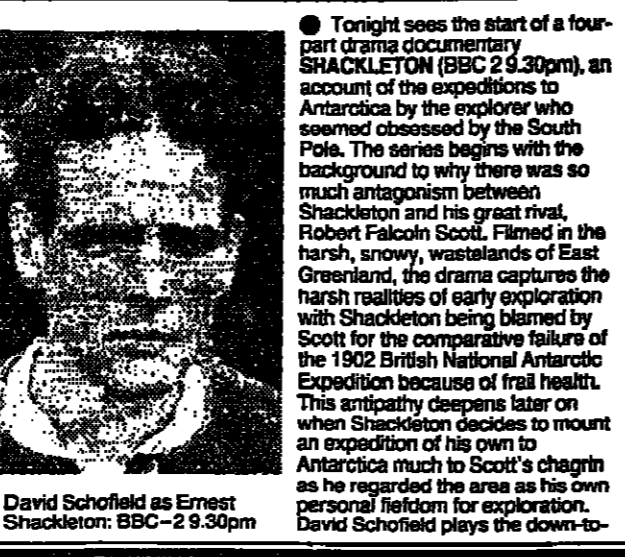 ● Tonight sees the start of a four-
part drama documentary
SHACKLETON (BBC 2 9.30pm), an
account of the expeditions to
Antarctica by the explorer who
seemed obsessed by the South
Pole. The series begins with the
background to why there was so
much antagonism between
Shackleton and his great rival,
Robert Falcoln Scott. Filmed in the
harsh, snowy, wastelands of East
Greenland, the drama captures the
harsh realities of early exploration
with Shackleton being blamed by
Scott for the comparative failure of
the 1902 British National Antarctic
Expedition because of frail health.
This antipathy deepens later on
when Shackleton decides to mount
an expedition of his own to
Antarctica much to Scott's chagrin
as he regarded the area as his own
personal fiefdom for exploration.
David Schofield plays the down-to-
David Schofield as Ernest
Shackleton: BBC-2 9.30pm